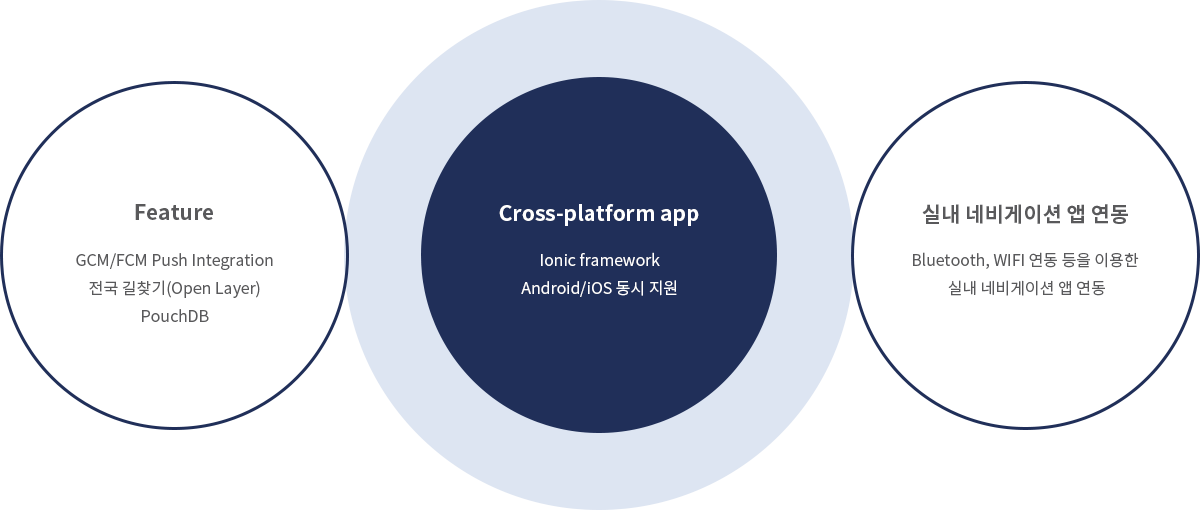 Feature
GCM/FCM Push Integration
전국 길찾기(Open Layer)
PouchDB
Cross-platform app
Ionic framework
Android/iOS 동시 지원
실내 네비게이션 앱 연동
Bluetooth, WIFI 연동 등을 이용한
실내 네비게이션 앱 연동